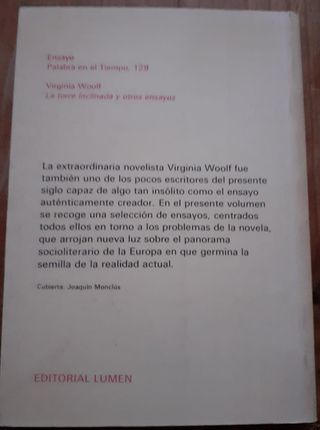 Ensayo
Palabra en el Tiempo, 129
Virginia Woolf
La torre inclinada y otros ensayos
La extraordinaria novelista Virginia Woolf fue
también uno de los pocos escritores del presente
siglo capaz de algo tan insólito como el ensayo
auténticamente creador. En el presente volumen
se recoge una selección de ensayos, centrados
todos ellos en torno a los problemas de la novela,
que arrojan nueva luz sobre el panorama
socioliterario de la Europa en que germina la
semilla de la realidad actual.
Cubierta: Joaquín Monclús
EDITORIAL LUMEN